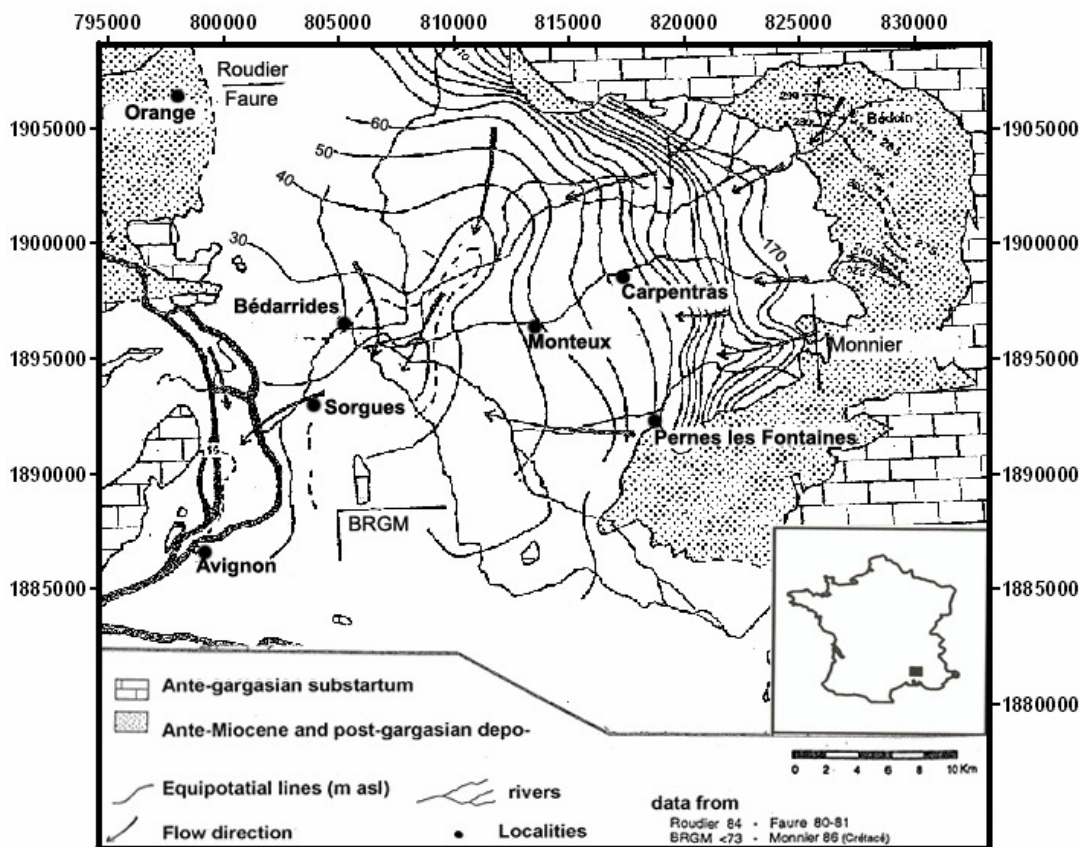 795000 800000 805000 810000 815000 820000 825000 830000
Roudier
Faure
Orange
1905000
1905000
60
50
40
30
Bédoin
290
1900000
1900000
170
Carpentras
Bédarrides
Monteux
Monnier
1895000
1895000
Sorgues
Pernes les Fontaines
15
1890000
1890000
BRGM
Avignon
1885000
1885000
1880000
Ante-gargasian substartum
Ante-Miocene and post-gargasian depo-
0 2 4 6 8 10 Km
Equipotatial lines (m asl)
rivers
Flow direction
Localities
data from
Roudier 84 - Faure 80-81
BRGM <73 - Monnier 86 (Crétacé)